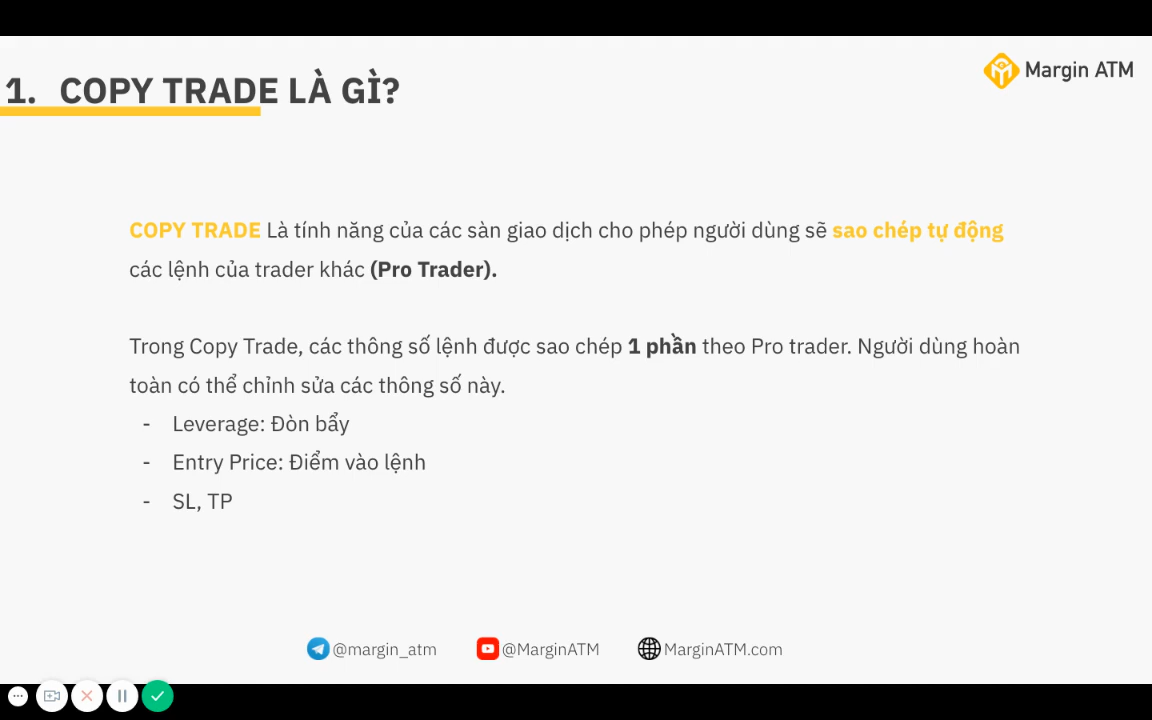 1. COPY TRADE LÀ GÌ?
Margin ATM
COPY TRADE Là tính năng của các sàn giao dịch cho phép người dùng sẽ sao chép tự động
các lệnh của trader khác (Pro Trader).
Trong Copy Trade, các thông số lệnh được sao chép 1 phần theo Pro trader. Người dùng hoàn
toàn có thể chỉnh sửa các thông số này.
- Leverage: Đòn bẩy
- Entry Price: Điểm vào lệnh
- SL, TP
@margin_atm @MarginATM MarginATM.com